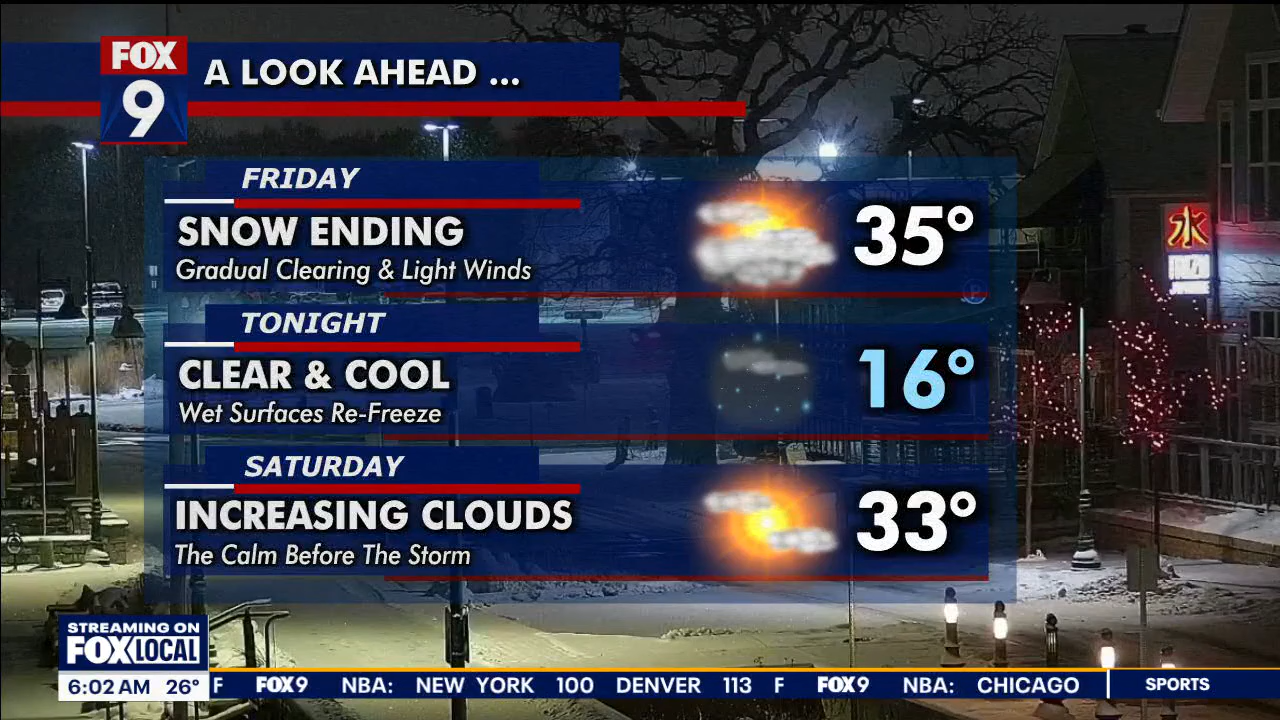 FOX
9
A LOOK AHEAD ...
FRIDAY
SNOW ENDING
Gradual Clearing & Light Winds
35°
TONIGHT
CLEAR & COOL
Wet Surfaces Re-Freeze
16°
SATURDAY
INCREASING CLOUDS
The Calm Before The Storm
33°
水
P
STREAMING ON
FOX LOCAL
6:02 AM 26°
F FOX9 NBA: NEW YORK 100 DENVER 113 F FOX9 NBA: CHICAGO
SPORTS